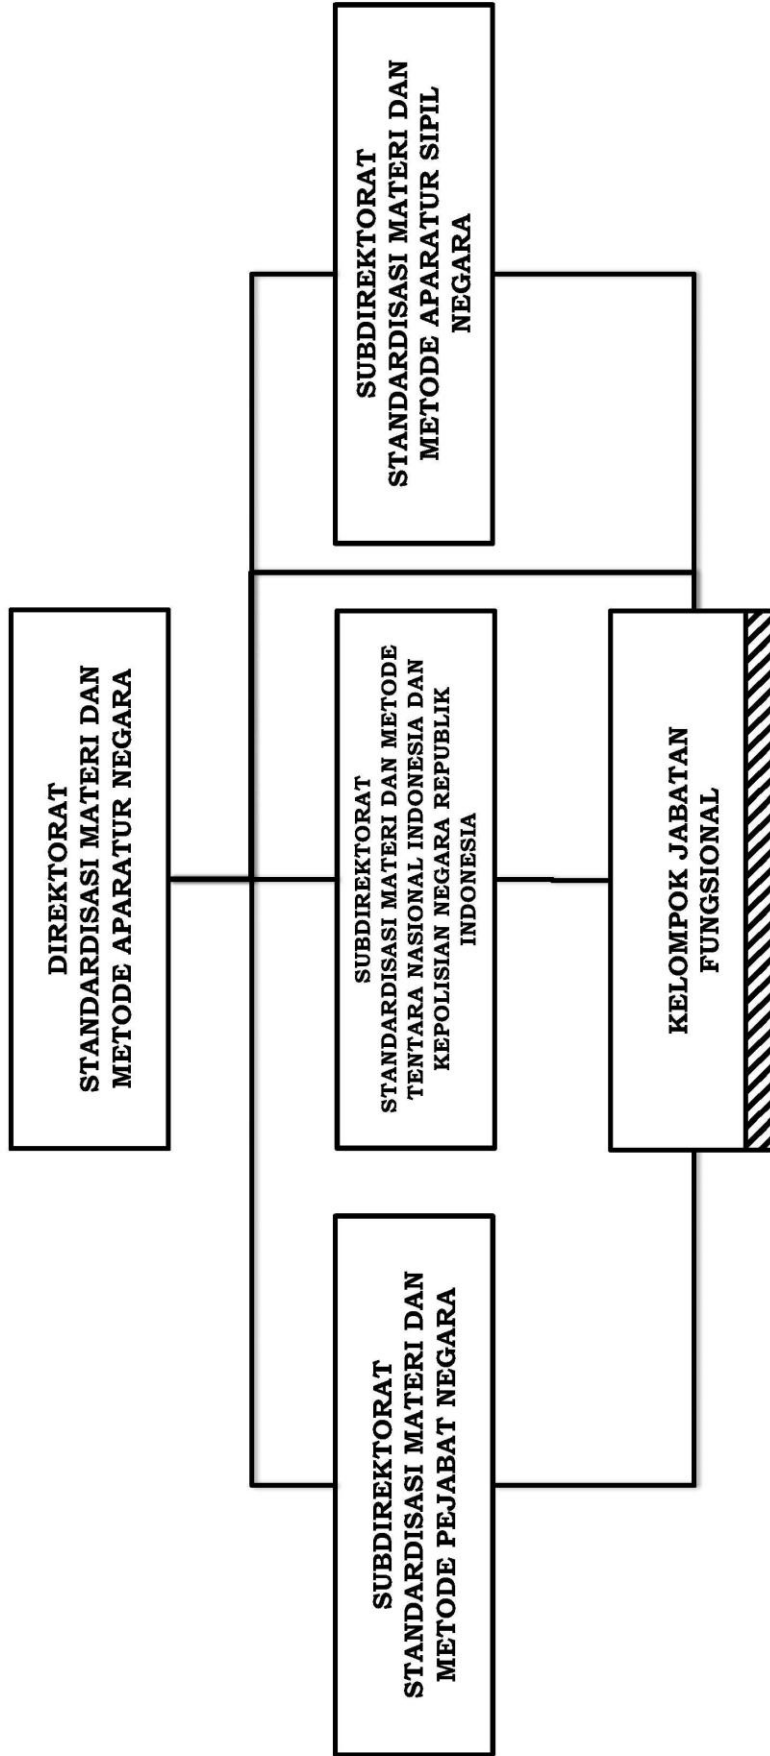 DIREKTORAT
STANDARDISASI MATERI DAN
METODE APARATUR NEGARA
SUBDIREKTORAT
STANDARDISASI MATERI DAN
METODE PEJABAT NEGARA
SUBDIREKTORAT
STANDARDISASI MATERI DAN METODE
TENTARA NASIONAL INDONESIA DAN
KEPOLISIAN NEGARA REPUBLIK
INDONESIA
SUBDIREKTORAT
STANDARDISASI MATERI DAN
METODE APARATUR SIPIL
NEGARA
KELOMPOK JABATAN
FUNGSIONAL